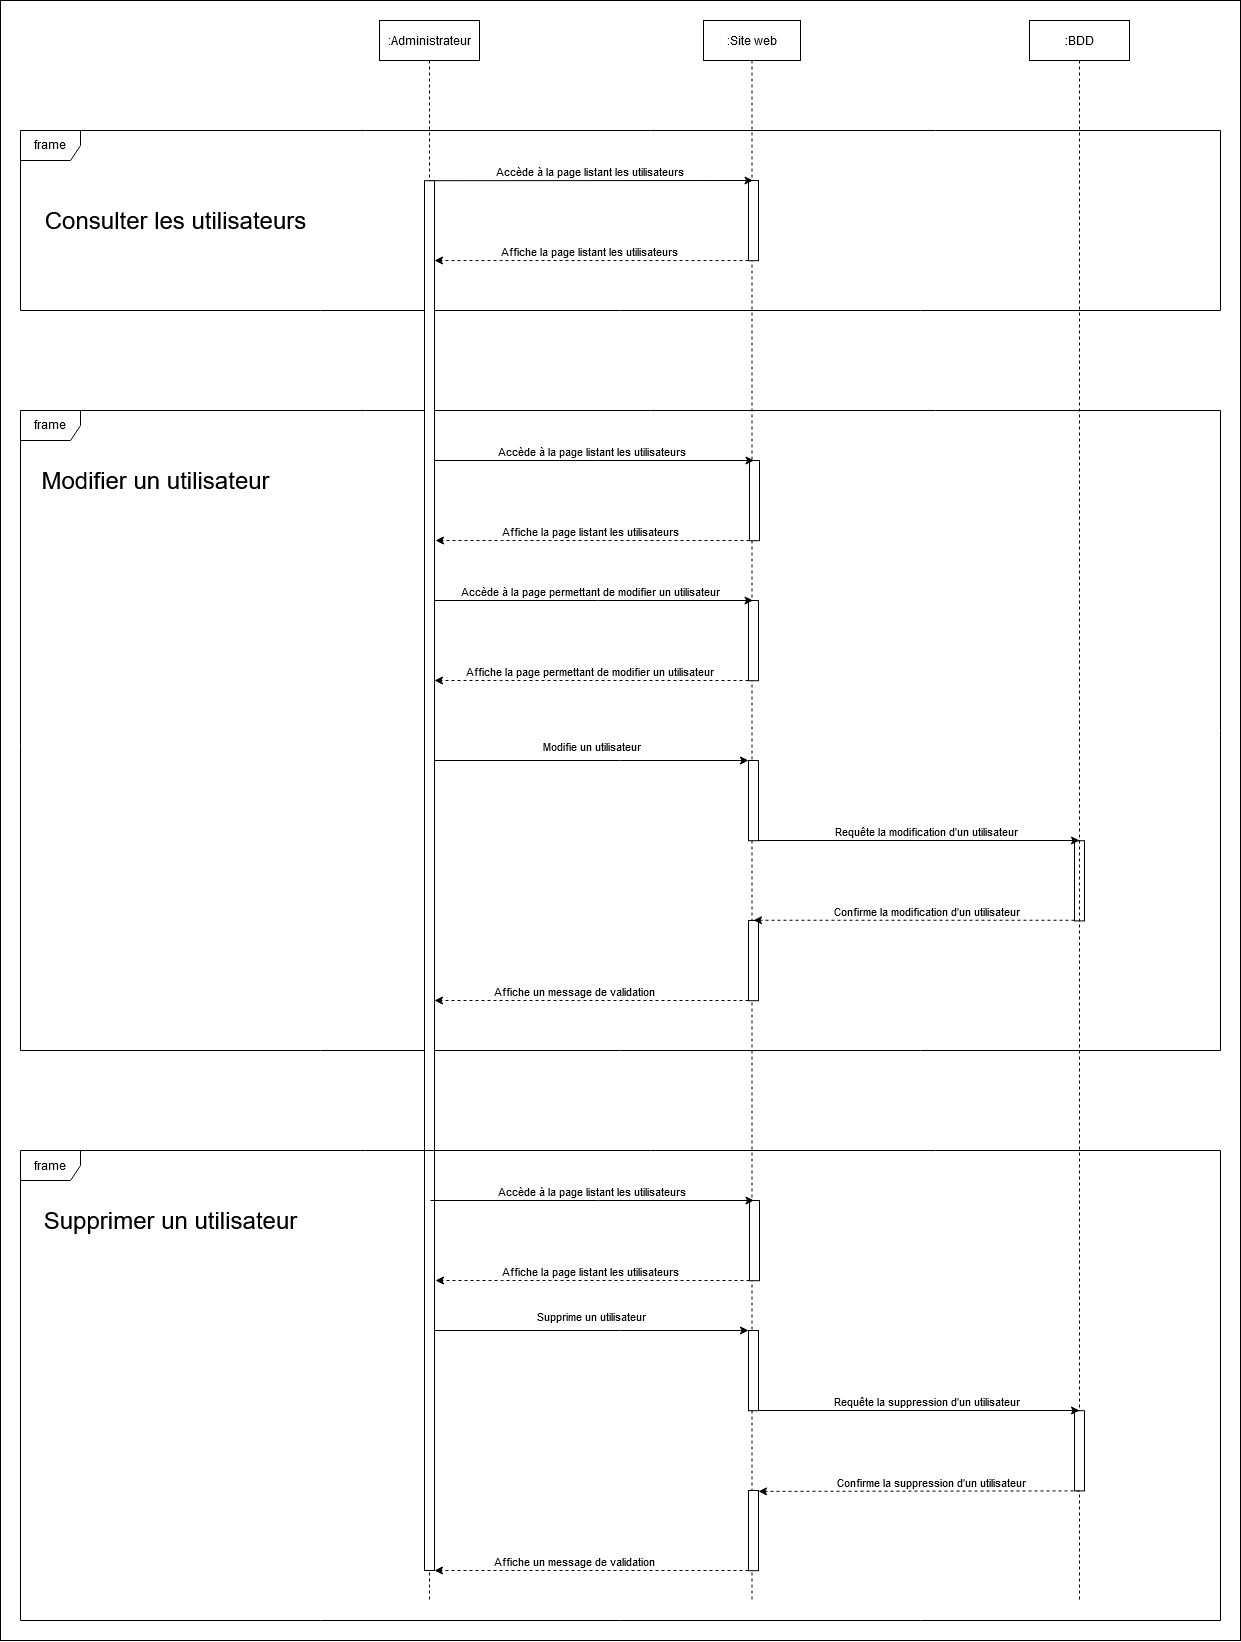 :Administrateur
:Site web
:BDD
frame
Accède à la page listant les utilisateurs
Consulter les utilisateurs
Affiche la page listant les utilisateurs
frame
Accède à la page listant les utilisateurs
Modifier un utilisateur
Affiche la page listant les utilisateurs
Accède à la page permettant de modifier un utilisateur
Affiche la page permettant de modifier un utilisateur
Modifie un utilisateur
Requête la modification d'un utilisateur
Confirme la modification d'un utilisateur
Affiche un message de validation
frame
Accède à la page listant les utilisateurs
Supprimer un utilisateur
Affiche la page listant les utilisateurs
Supprime un utilisateur
Requête la suppression d'un utilisateur
Confirme la suppression d'un utilisateur
Affiche un message de validation